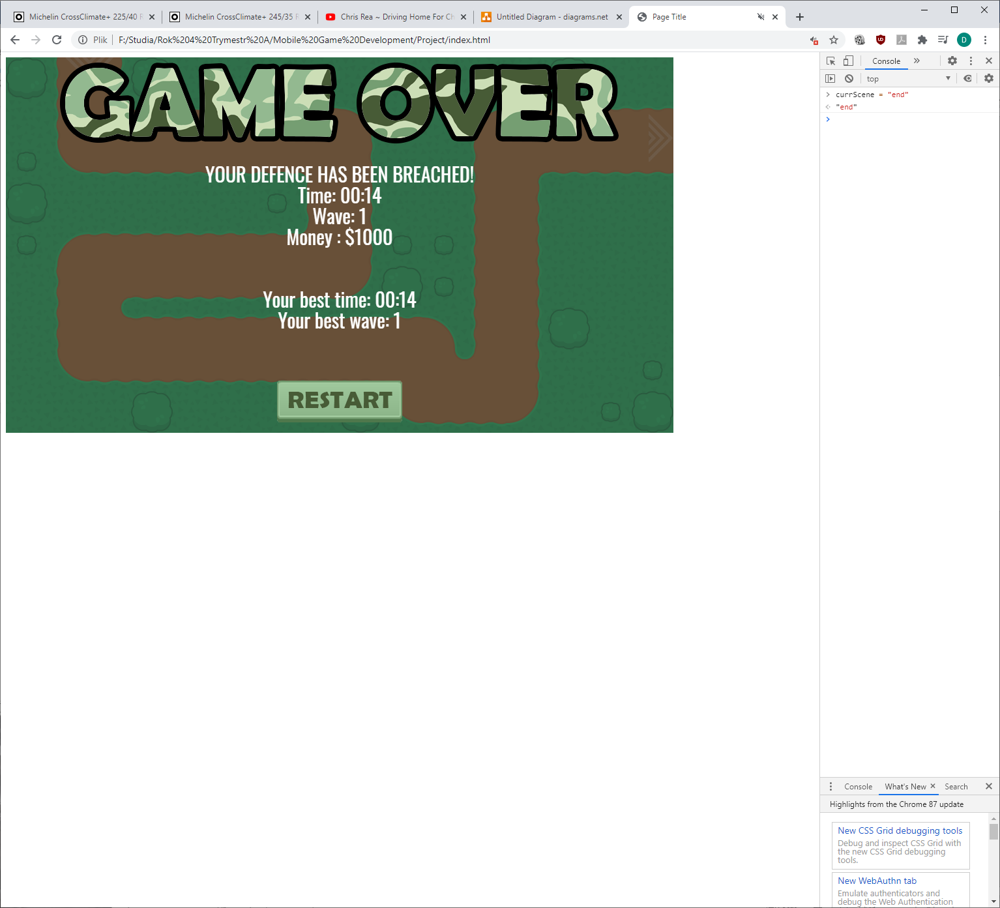 Michelin CrossClimate+ 225/40 R
Michelin CrossClimate+ 245/35 R
Chris Rea ~ Driving Home For Ch
Untitled Diagram - diagrams.net
Page Title
Plik
F:/Studia/Rok%204%20Trymestr%20A/Mobile%20Game%20Development/Project/index.html
D
Console
top
currScene = "end"
"end"
GAME OVER
YOUR DEFENCE HAS BEEN BREACHED!
Time: 00:14
Wave: 1
Money : $1000
Your best time: 00:14
Your best wave: 1
RESTART
Console
What's New
Search
Highlights from the Chrome 87 update
New CSS Grid debugging tools
Debug and inspect CSS Grid with
the new CSS Grid debugging
tools.
New WebAuthn tab
Emulate authenticators and
debug the Web Authentication